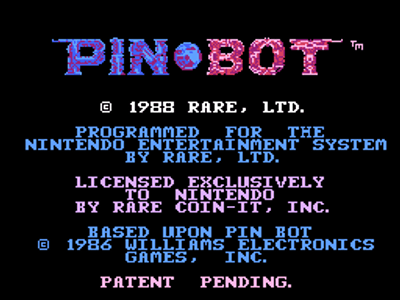 PIN●BOT™
© 1988 RARE, LTD.
PROGRAMMED FOR THE
NINTENDO ENTERTAINMENT SYSTEM
BY RARE, LTD.
LICENSED EXCLUSIVELY
TO NINTENDO
BY RARE COIN-IT, INC.
BASED UPON PIN BOT
© 1986 WILLIAMS ELECTRONICS
GAMES, INC.
PATENT PENDING.